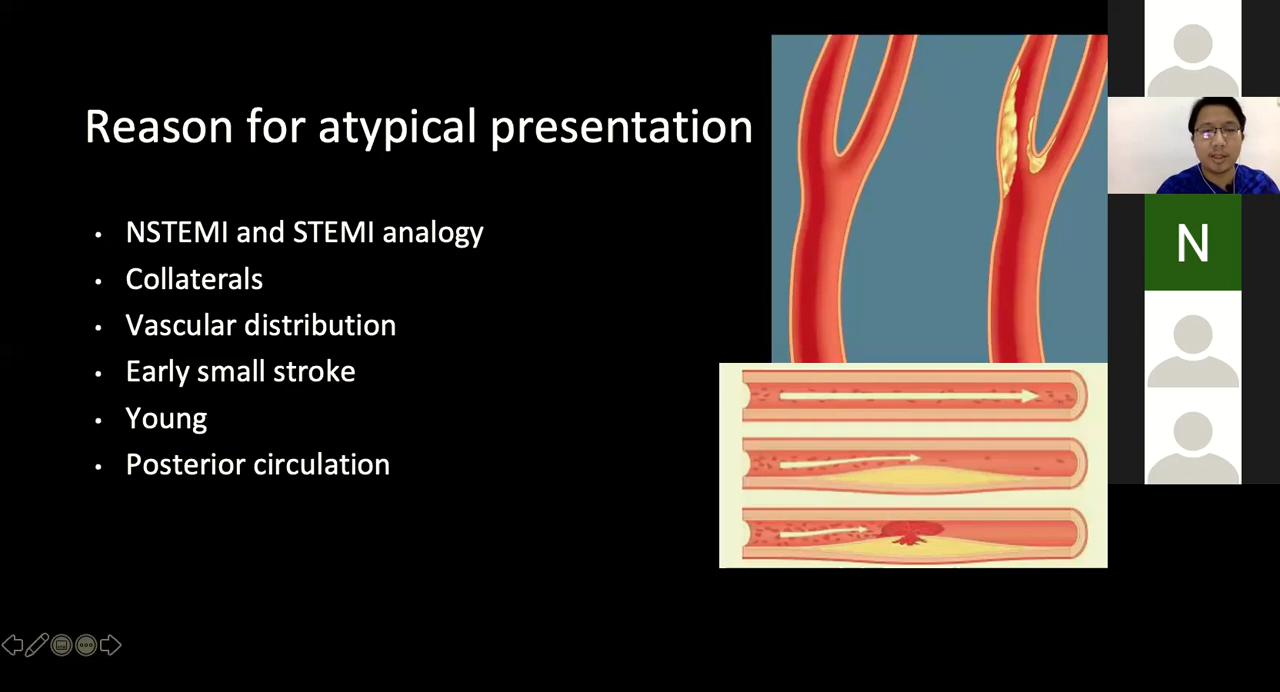 Reason for atypical presentation
• NSTEMI and STEMI analogy
• Collaterals
• Vascular distribution
• Early small stroke
• Young
• Posterior circulation
N